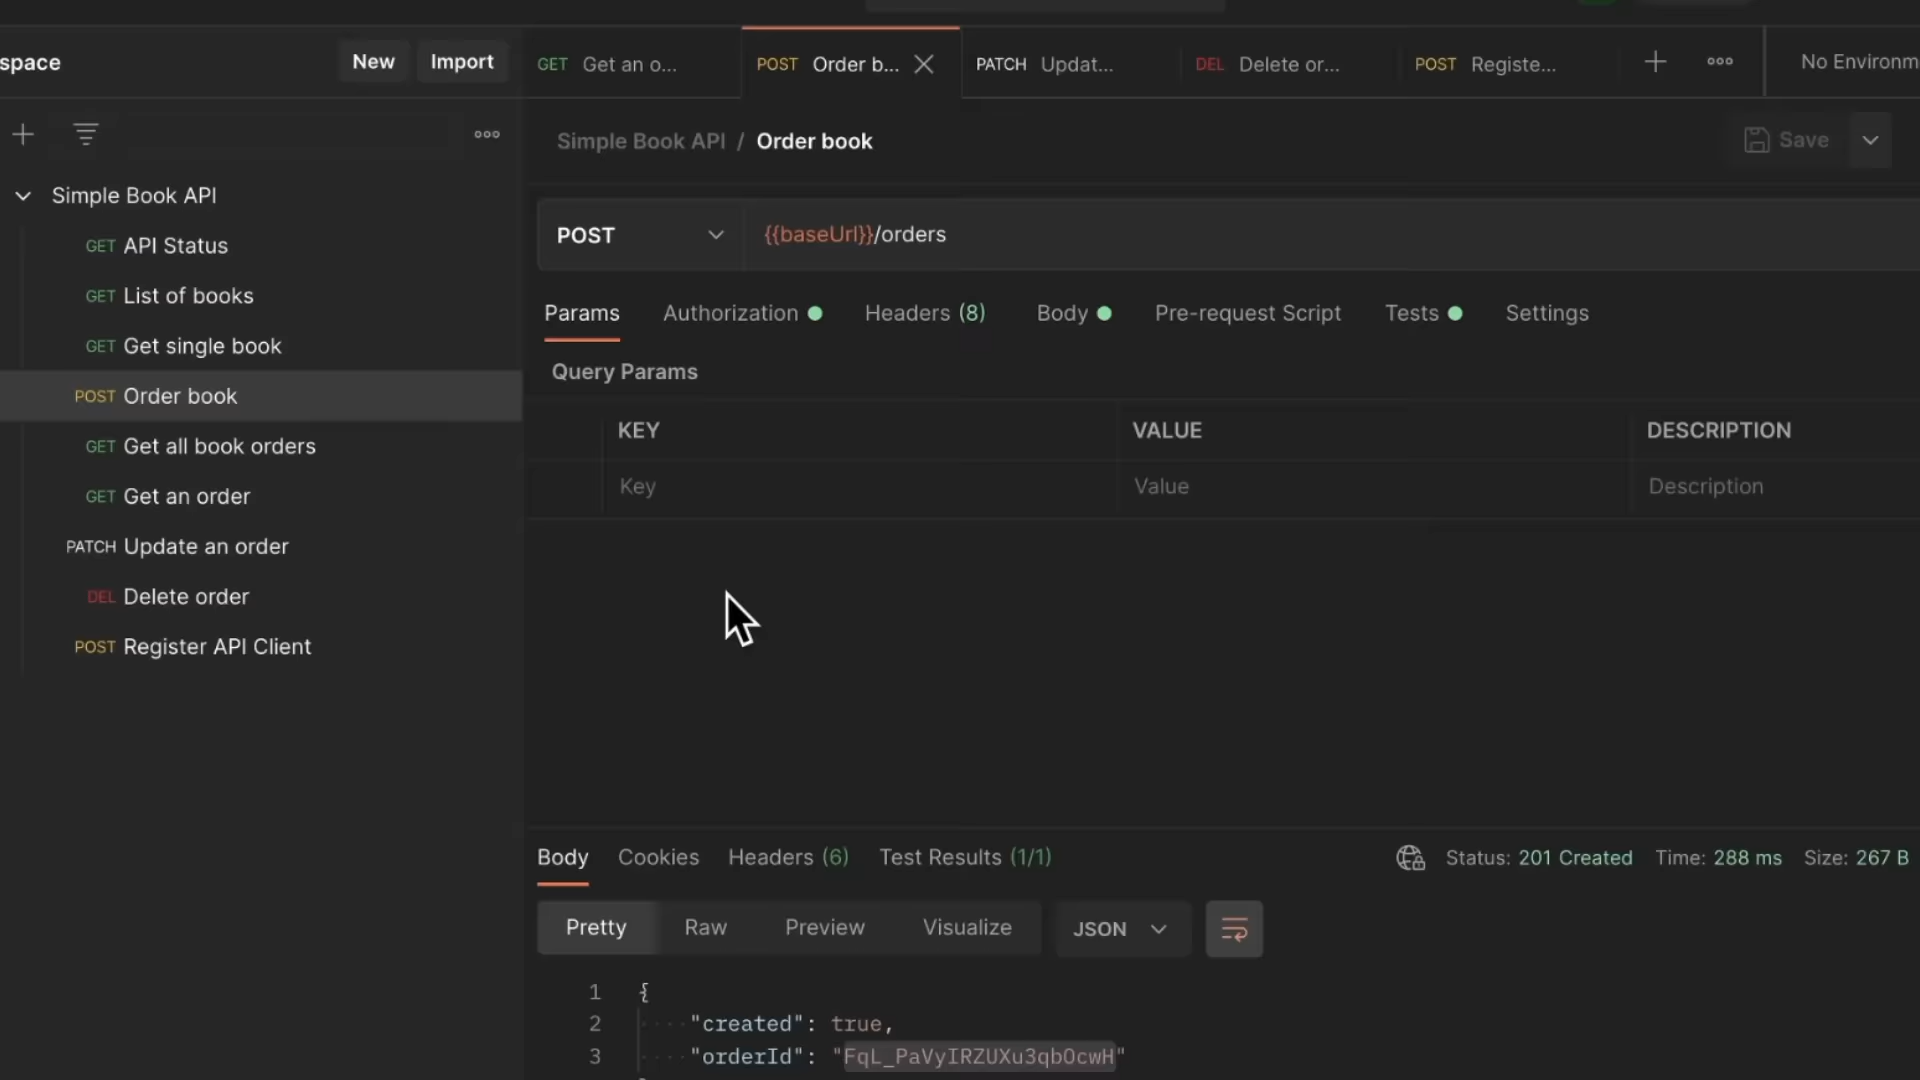 space
New
Import
GET Get an o...
POST Order b...
PATCH Updat...
DEL Delete or...
POST Registe...
No Environm
Simple Book API / Order book
Save
Simple Book API
GET API Status
GET List of books
GET Get single book
POST Order book
GET Get all book orders
GET Get an order
PATCH Update an order
DEL Delete order
POST Register API Client
POST
{{baseUrl}}/orders
Params
Authorization
Headers (8)
Body
Pre-request Script
Tests
Settings
Query Params
KEY VALUE DESCRIPTION
Key Value Description
Body
Cookies
Headers (6)
Test Results (1/1)
Status: 201 Created
Time: 288 ms
Size: 267 B
Pretty
Raw
Preview
Visualize
JSON
1 {
2 "created": true,
3 "orderId": "FqL_PaVyIRZUXu3qbOcwH"